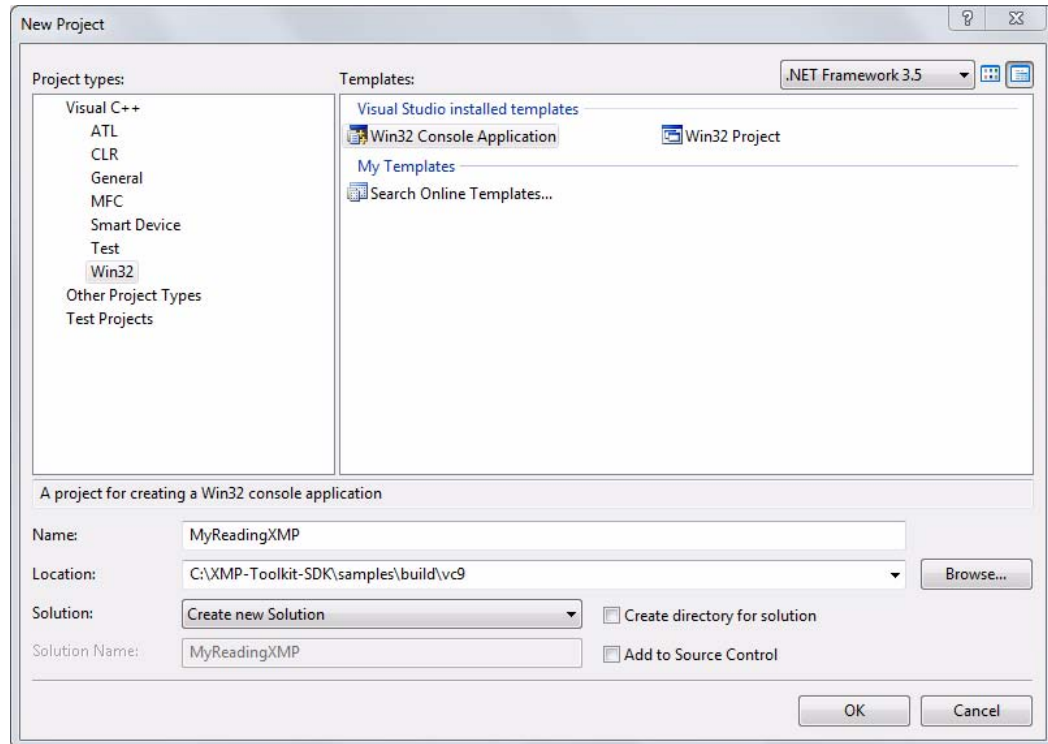 New Project
Project types:
Templates:
.NET Framework 3.5
Visual C++
ATL
CLR
General
MFC
Smart Device
Test
Win32
Other Project Types
Test Projects
Visual Studio installed templates
Win32 Console Application
Win32 Project
My Templates
Search Online Templates...
A project for creating a Win32 console application
Name:
MyReadingXMP
Location:
C:\XMP-Toolkit-SDK\samples\build\vc9
Browse...
Solution:
Create new Solution
Create directory for solution
Solution Name:
MyReadingXMP
Add to Source Control
OK
Cancel